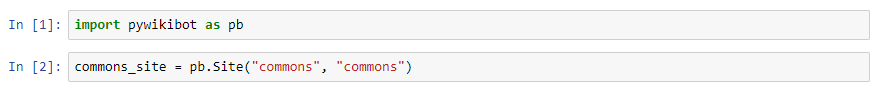 In [1]: import pywikibot as pb
In [2]: commons_site = pb.Site("commons", "commons")